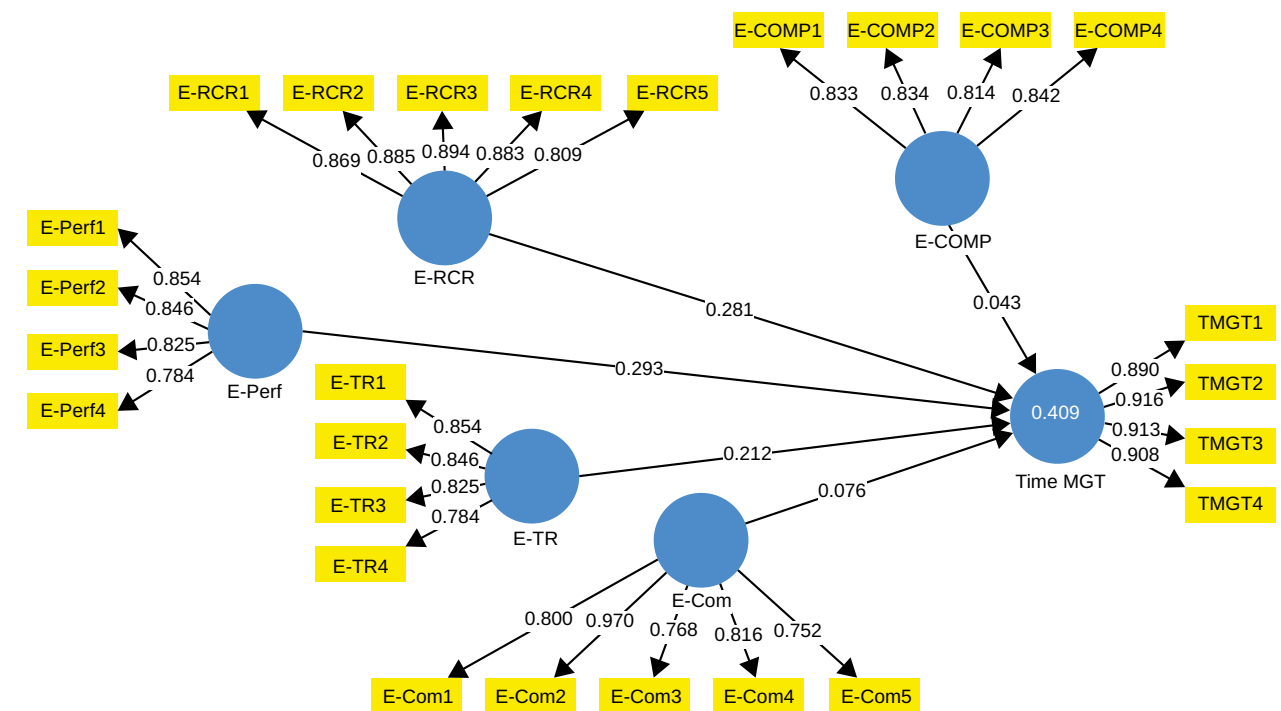 E-COMP1 E-COMP2 E-COMP3 E-COMP4
0.833 0.834 0.814 0.842
E-COMP
0.043
E-RCR1 E-RCR2 E-RCR3 E-RCR4 E-RCR5
0.869 0.885 0.894 0.883 0.809
E-RCR
0.281
E-Perf1
E-Perf2
E-Perf3
E-Perf4
0.854
0.846
0.825
0.784
E-Perf
0.293
E-TR1
E-TR2
E-TR3
E-TR4
0.854
0.846
0.825
0.784
E-TR
0.212
0.409
Time MGT
0.890
0.916
0.913
0.908
TMGT1
TMGT2
TMGT3
TMGT4
0.076
E-Com
0.800 0.970 0.768 0.816 0.752
E-Com1 E-Com2 E-Com3 E-Com4 E-Com5